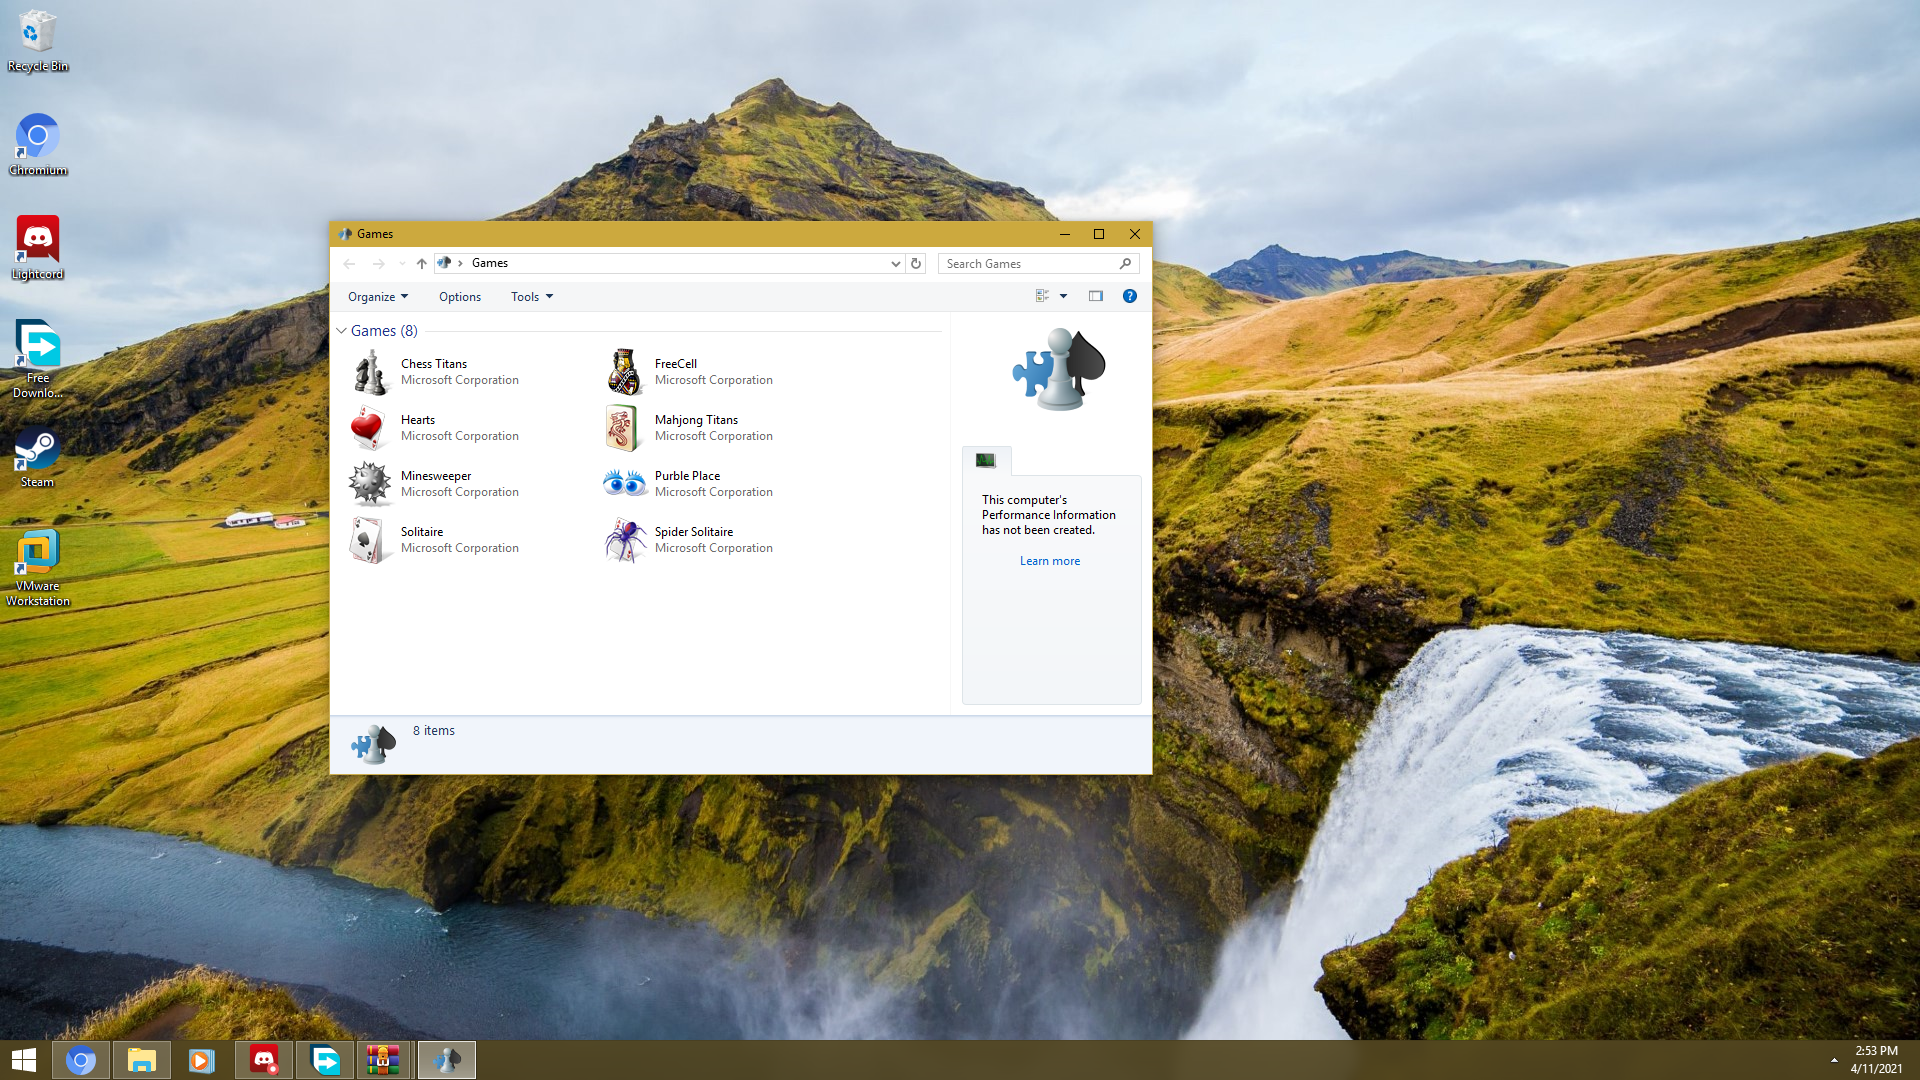 Recycle Bin
Chromium
Lightcord
Free
Downlo...
Steam
VMware
Workstation
Games
Games
Search Games
Organize
Options
Tools
?
Games (8)
Chess Titans
Microsoft Corporation
FreeCell
Microsoft Corporation
Hearts
Microsoft Corporation
Mahjong Titans
Microsoft Corporation
Minesweeper
Microsoft Corporation
Purble Place
Microsoft Corporation
Solitaire
Microsoft Corporation
Spider Solitaire
Microsoft Corporation
This computer's
Performance Information
has not been created.
Learn more
8 items
2:53 PM
4/11/2021